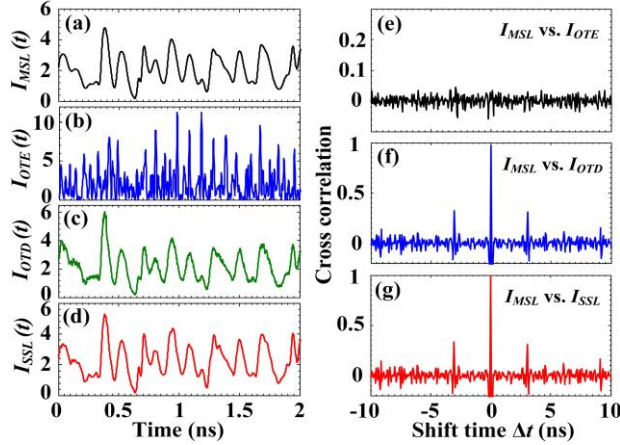 (a)
I_MSL(t)
6
4
2
0
(b)
I_OTE(t)
10
5
0
(c)
I_OTD(t)
6
4
2
0
(d)
I_SSL(t)
6
4
2
0
0 0.5 1 1.5 2
Time (ns)
(e) I_MSL vs. I_OTE
0.2
0.1
0
(f) I_MSL vs. I_OTD
1
0.5
0
(g) I_MSL vs. I_SSL
1
0.5
0
Cross correlation
-10 -5 0 5 10
Shift time Δt (ns)